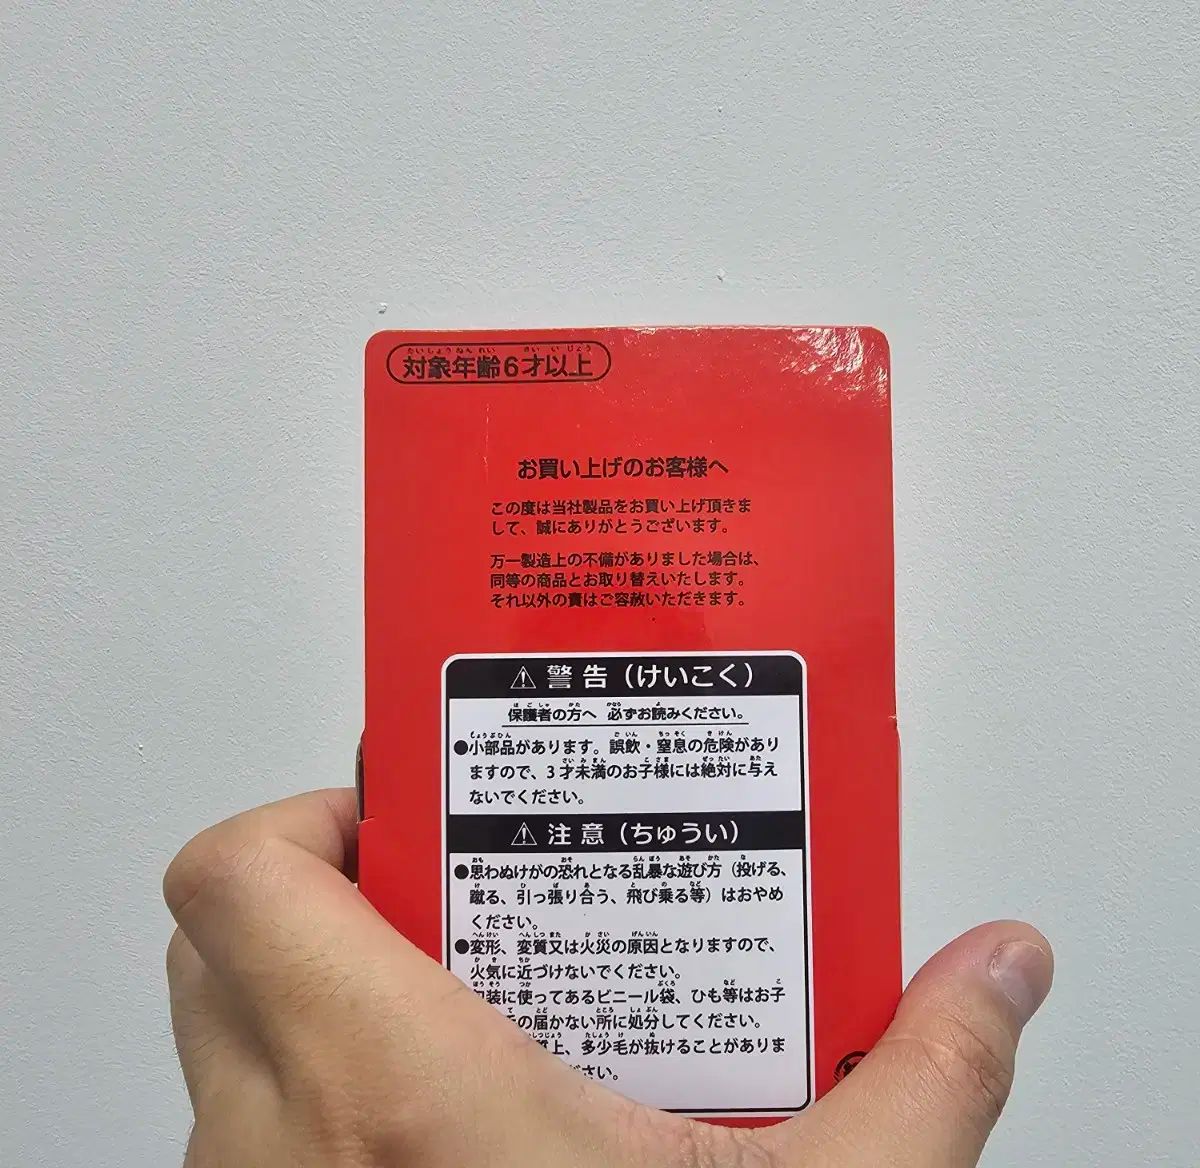 対象年齢6才以上
お買い上げのお客様へ
この度は当社製品をお買い上げ頂きま
して、誠にありがとうございます。
万一製造上の不備がありました場合は、
同等の商品とお取り替えいたします。
それ以外の責はご容赦いただきます。
⚠ 警告（けいこく）
保護者の方へ 必ずお読みください。
●小部品があります。誤飲・窒息の危険があり
ますので、3才未満のお子様には絶対に与え
ないでください。
⚠ 注意（ちゅうい）
●思わぬけがの恐れとなる乱暴な遊び方（投げる、
蹴る、引っ張り合う、飛び乗る等）はおやめ
ください。
●変形、変質又は火災の原因となりますので、
火気に近づけないでください。
装に使ってあるビニール袋、ひも等はお子
の届かない所に処分してください。
上、多少毛が抜けることがありま
ださい。